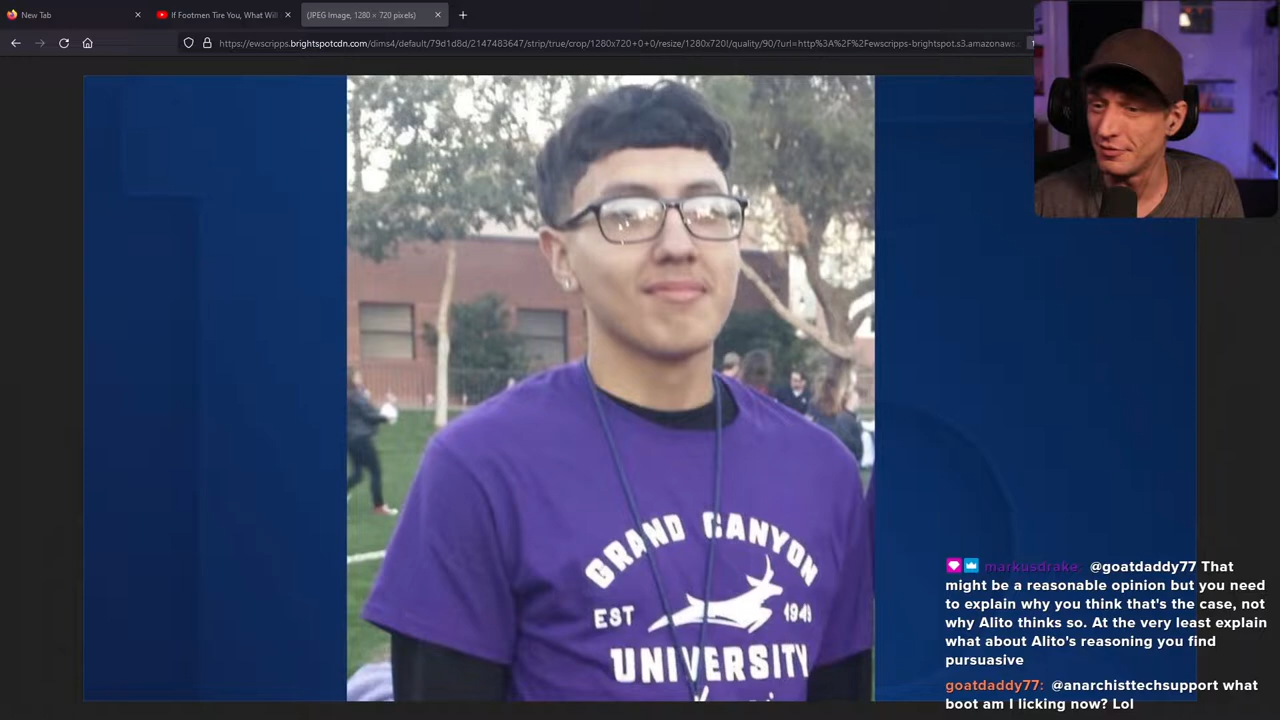 New Tab
If Footmen Tire You, What Will
(JPEG Image, 1280 × 720 pixels)
https://ewscripps.brightspotcdn.com/dims4/default/79d1d8d/2147483647/strip/true/crop/1280x720+0+0/resize/1280x720!/quality/90/?url=http%3A%2F%2Fewscripps-brightspot.s3.amazonaws.
GRAND CANYON
EST 1949
UNIVERSITY
markusdrake: @goatdaddy77 That
might be a reasonable opinion but you need
to explain why you think that's the case, not
why Alito thinks so. At the very least explain
what about Alito's reasoning you find
pursuasive
goatdaddy77: @anarchisttechsupport what
boot am I licking now? Lol